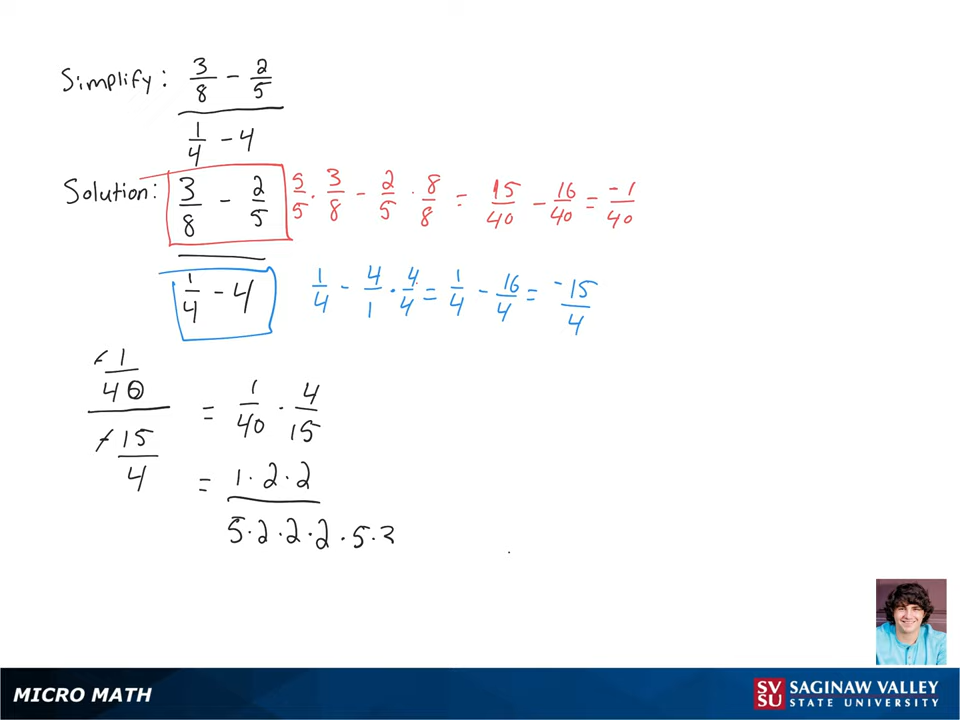 Simplify: 3/8 - 2/5
1/4 - 4
Solution: 3/8 - 2/5 5/5 · 3/8 - 2/5 · 8/8 = 15/40 - 16/40 = -1/40
1/4 - 4 1/4 - 4/1 · 4/4 = 1/4 - 16/4 = -15/4
-1/40
-15/4
= 1/40 · 4/15
= 1 · 2 · 2
5 · 2 · 2 · 2 · 5 · 3
MICRO MATH
SVSU SAGINAW VALLEY
STATE UNIVERSITY